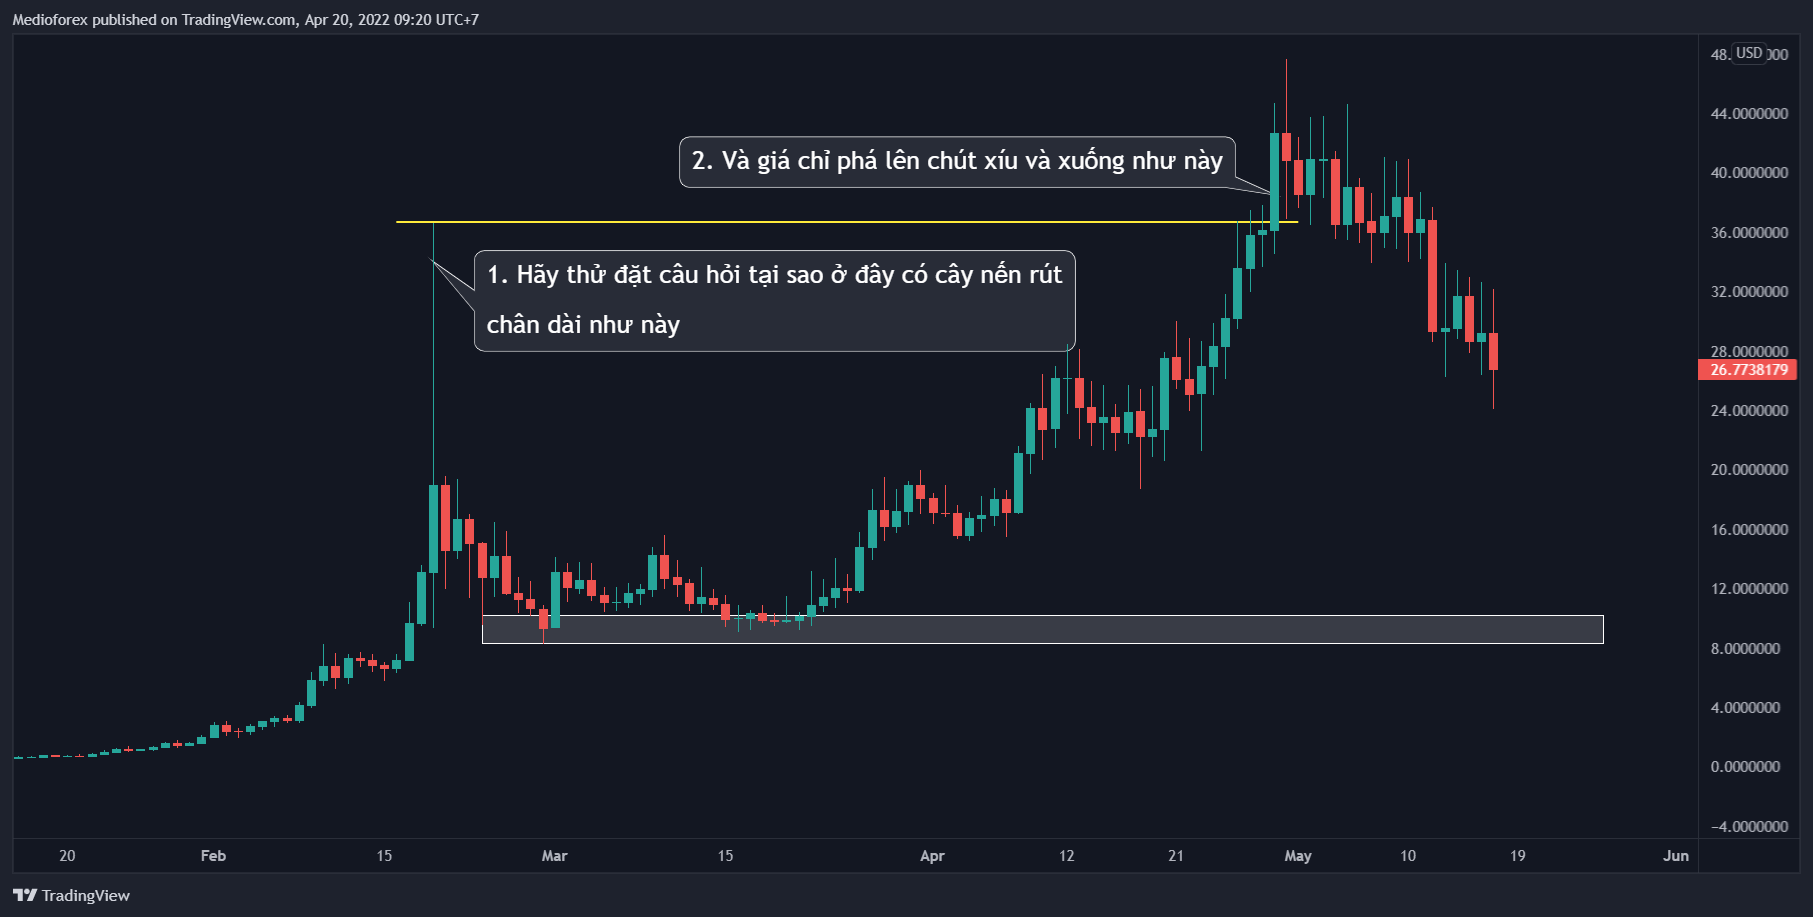 Medioforex published on TradingView.com, Apr 20, 2022 09:20 UTC+7
48. USD 000
2. Và giá chỉ phá lên chút xíu và xuống như này
44.0000000
40.0000000
36.0000000
1. Hãy thử đặt câu hỏi tại sao ở đây có cây nến rút
chân dài như này
32.0000000
28.0000000
26.7738179
24.0000000
20.0000000
16.0000000
12.0000000
8.0000000
4.0000000
0.0000000
−4.0000000
20 Feb 15 Mar 15 Apr 12 21 May 10 19 Jun
TradingView